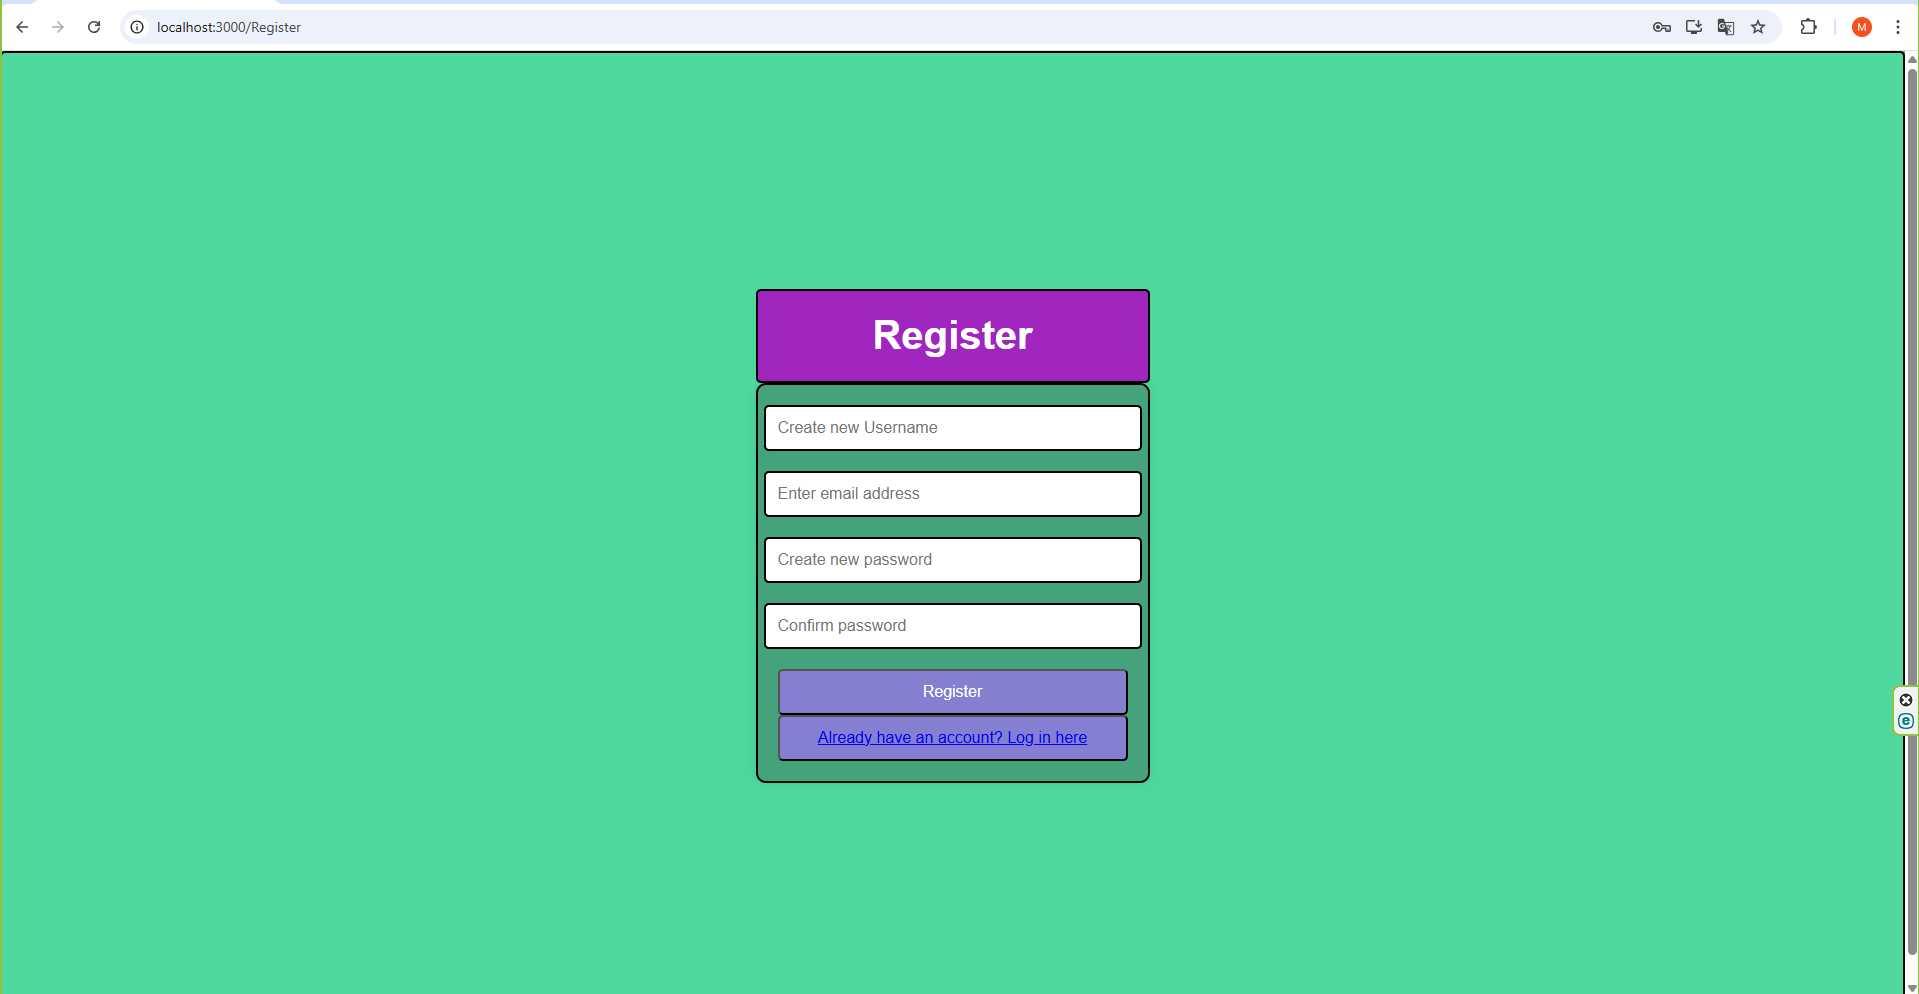 localhost:3000/Register
M
Register
Create new Username
Enter email address
Create new password
Confirm password
Register
Already have an account? Log in here
e